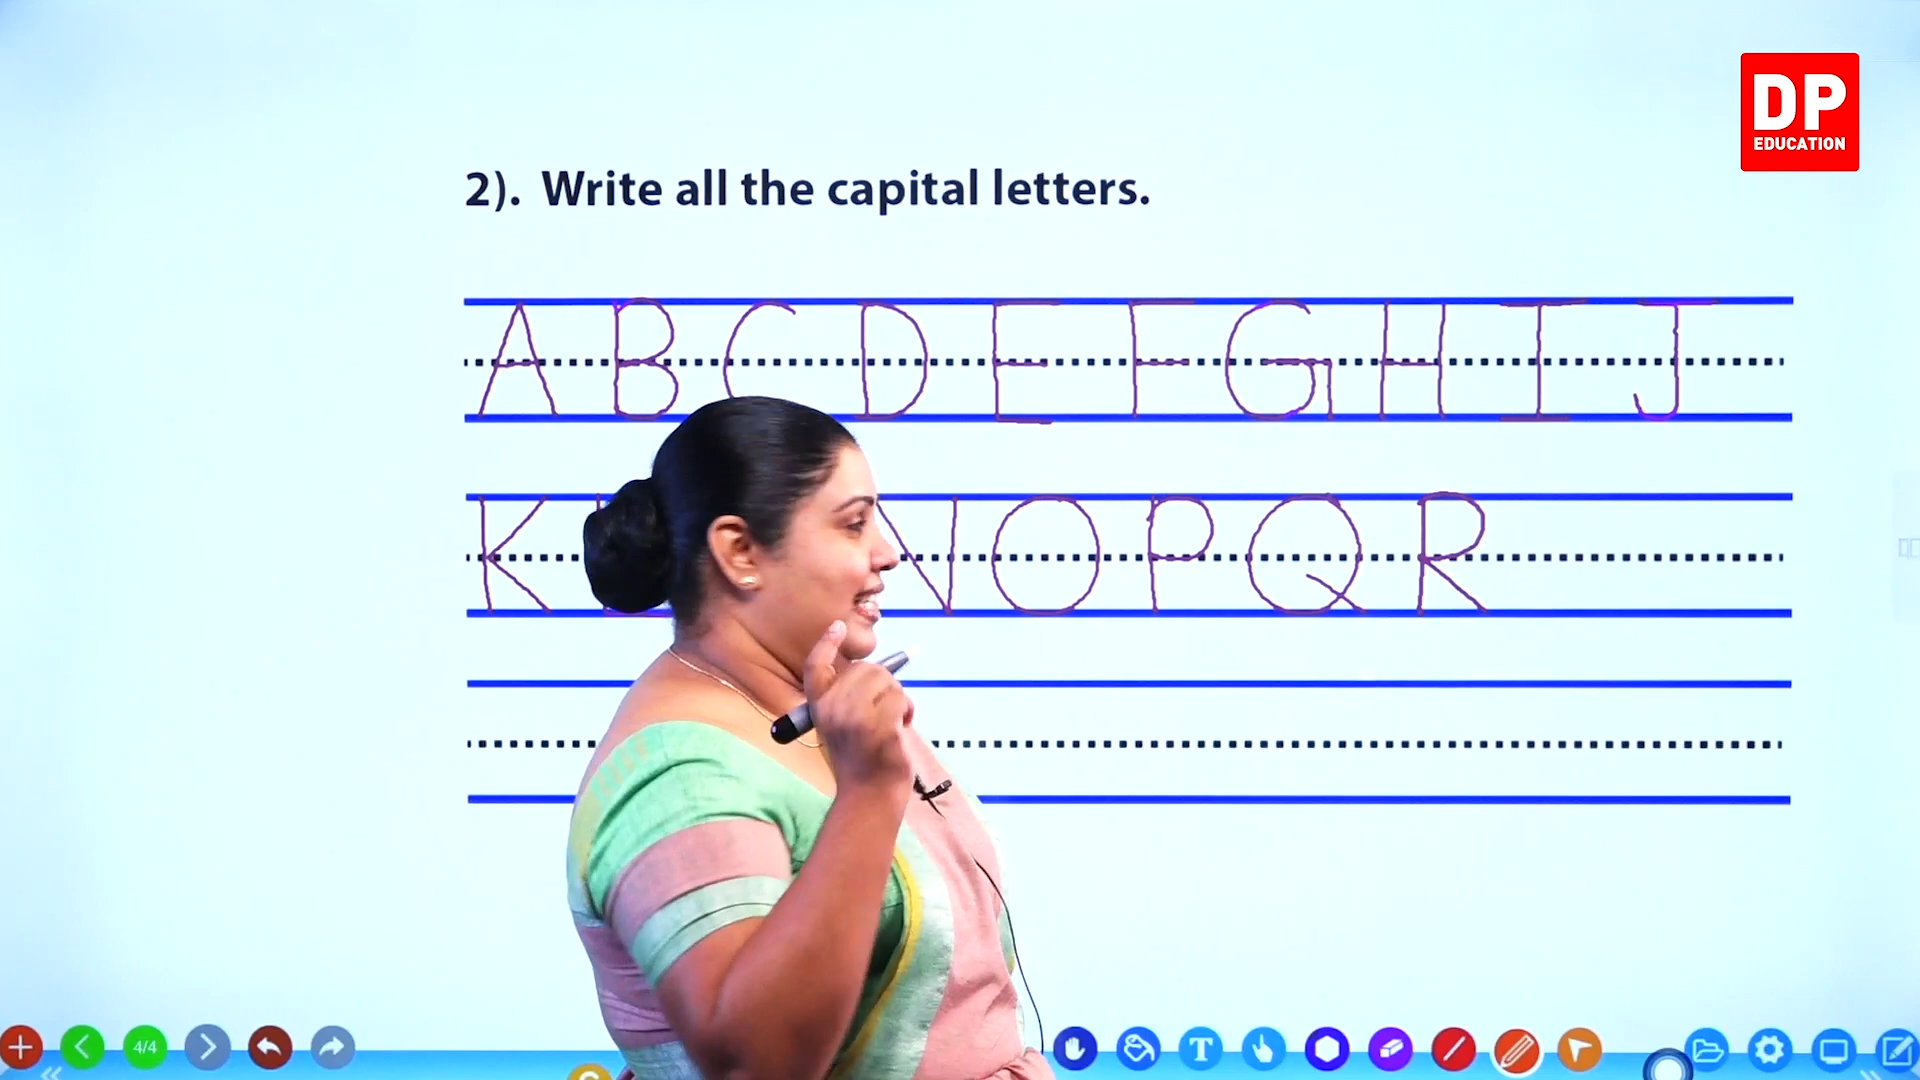 DP
EDUCATION
2). Write all the capital letters.
A B C D E F G H I J
K L N O P Q R
4/4
T